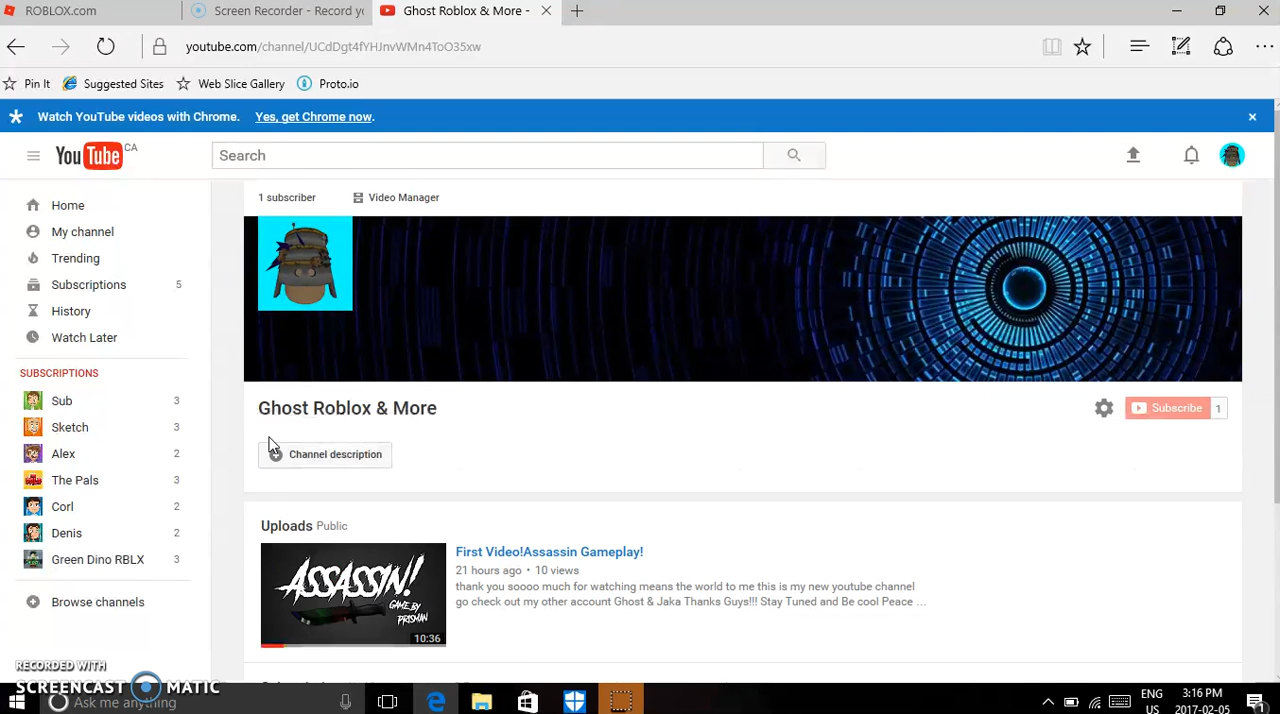 ROBLOX.com
Screen Recorder - Record yo
Ghost Roblox & More -
youtube.com/channel/UCdDgt4fYHJnvWMn4ToO35xw
Pin It
Suggested Sites
Web Slice Gallery
Proto.io
Watch YouTube videos with Chrome. Yes, get Chrome now.
YouTube CA
Search
1 subscriber
Video Manager
Home
My channel
Trending
Subscriptions 5
History
Watch Later
SUBSCRIPTIONS
Sub 3
Sketch 3
Alex 2
The Pals 3
Corl 2
Denis 2
Green Dino RBLX 3
Browse channels
Ghost Roblox & More
Subscribe 1
Channel description
Uploads Public
ASSASSIN!
GAME BY
PRISMAN
10:36
First Video!Assassin Gameplay!
21 hours ago • 10 views
thank you soooo much for watching means the world to me this is my new youtube channel
go check out my other account Ghost & Jaka Thanks Guys!!! Stay Tuned and Be cool Peace ...
RECORDED WITH
SCREENCAST MATIC
Ask me anything
ENG
US
3:16 PM
2017-02-05
1